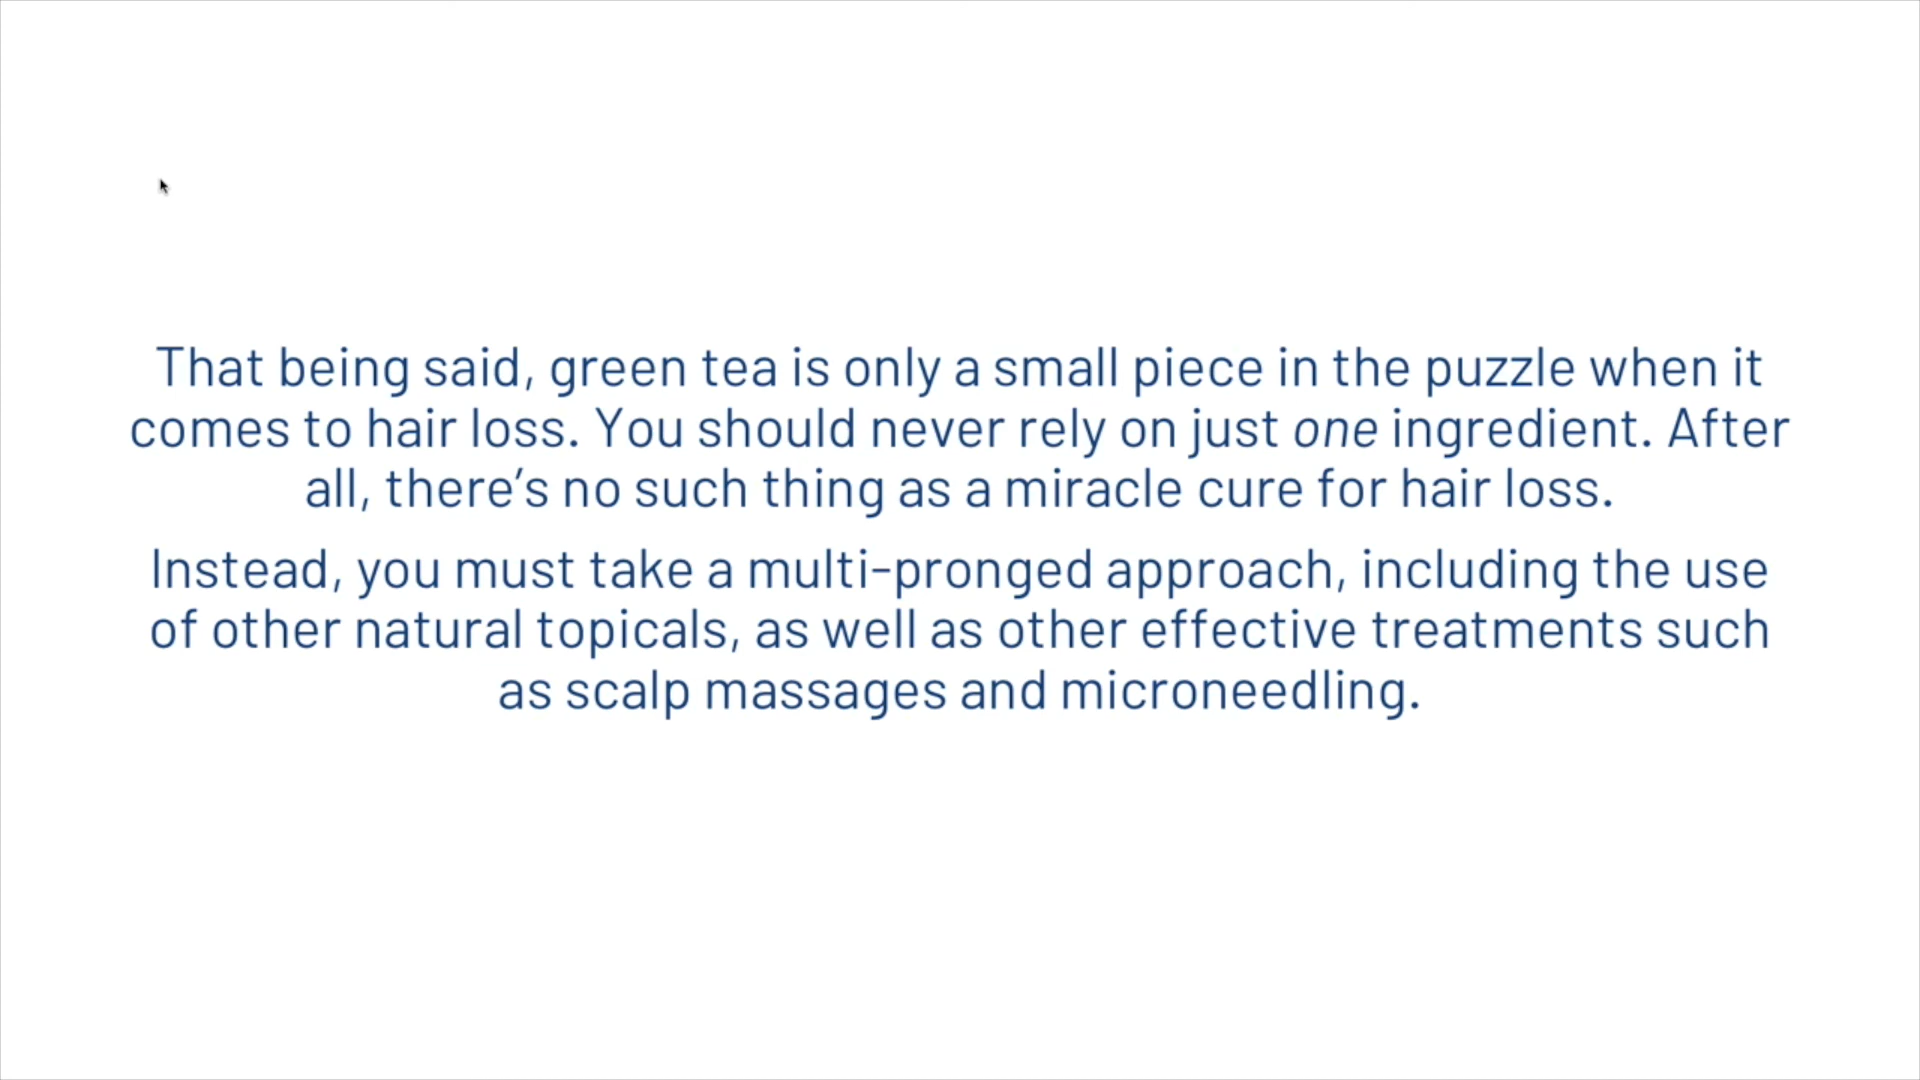 That being said, green tea is only a small piece in the puzzle when it
comes to hair loss. You should never rely on just one ingredient. After
all, there’s no such thing as a miracle cure for hair loss.
Instead, you must take a multi-pronged approach, including the use
of other natural topicals, as well as other effective treatments such
as scalp massages and microneedling.